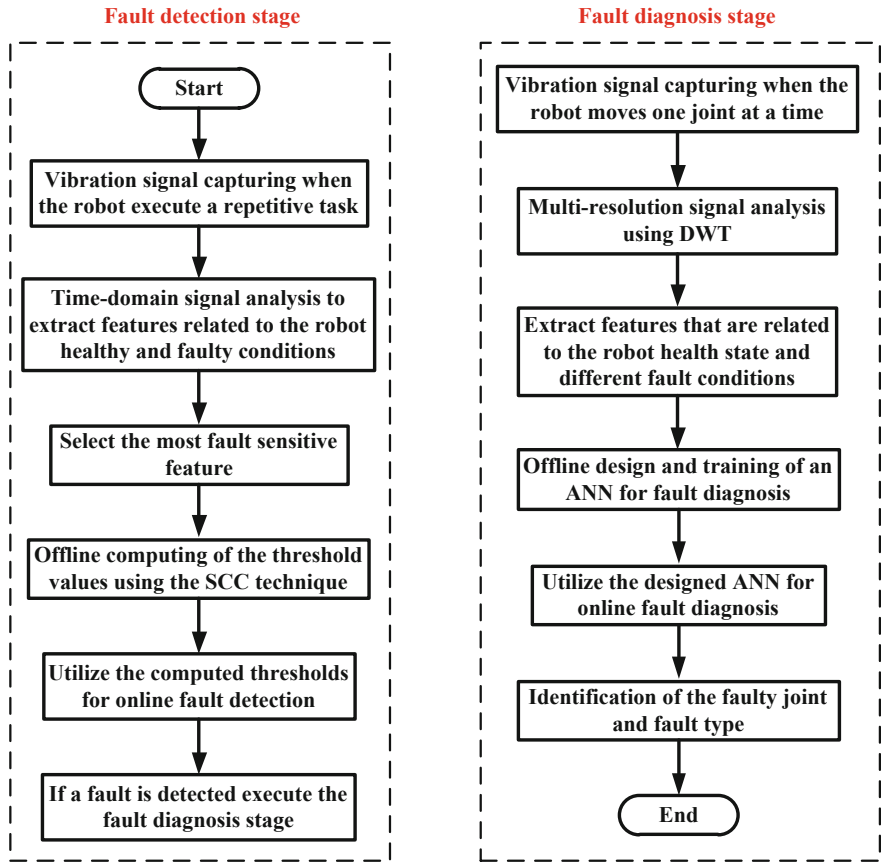 Fault detection stage
Start
Vibration signal capturing when
the robot execute a repetitive task
Time-domain signal analysis to
extract features related to the robot
healthy and faulty conditions
Select the most fault sensitive
feature
Offline computing of the threshold
values using the SCC technique
Utilize the computed thresholds
for online fault detection
If a fault is detected execute the
fault diagnosis stage
Fault diagnosis stage
Vibration signal capturing when the
robot moves one joint at a time
Multi-resolution signal analysis
using DWT
Extract features that are related
to the robot health state and
different fault conditions
Offline design and training of an
ANN for fault diagnosis
Utilize the designed ANN for
online fault diagnosis
Identification of the faulty joint
and fault type
End